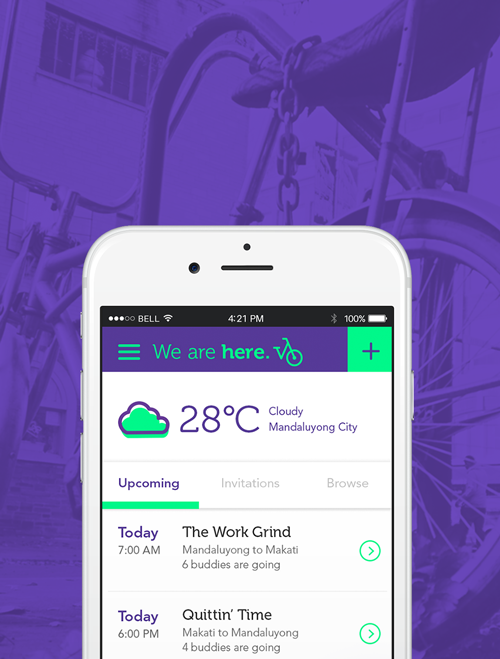 BELL 4:21 PM 100%
We are here.
28°C
Cloudy
Mandaluyong City
Upcoming Invitations Browse
Today The Work Grind
7:00 AM Mandaluyong to Makati
6 buddies are going
Today Quittin' Time
6:00 PM Makati to Mandaluyong
4 buddies are going